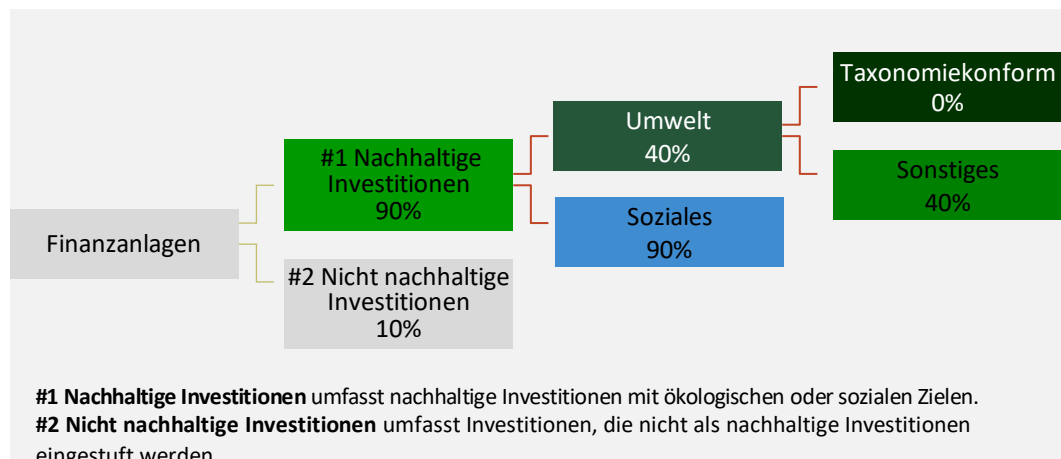 Finanzanlagen
#1 Nachhaltige
Investitionen
90%
#2 Nicht nachhaltige
Investitionen
10%
Umwelt
40%
Soziales
90%
Taxonomiekonform
0%
Sonstiges
40%
#1 Nachhaltige Investitionen umfasst nachhaltige Investitionen mit ökologischen oder sozialen Zielen.
#2 Nicht nachhaltige Investitionen umfasst Investitionen, die nicht als nachhaltige Investitionen
eingestuft werden